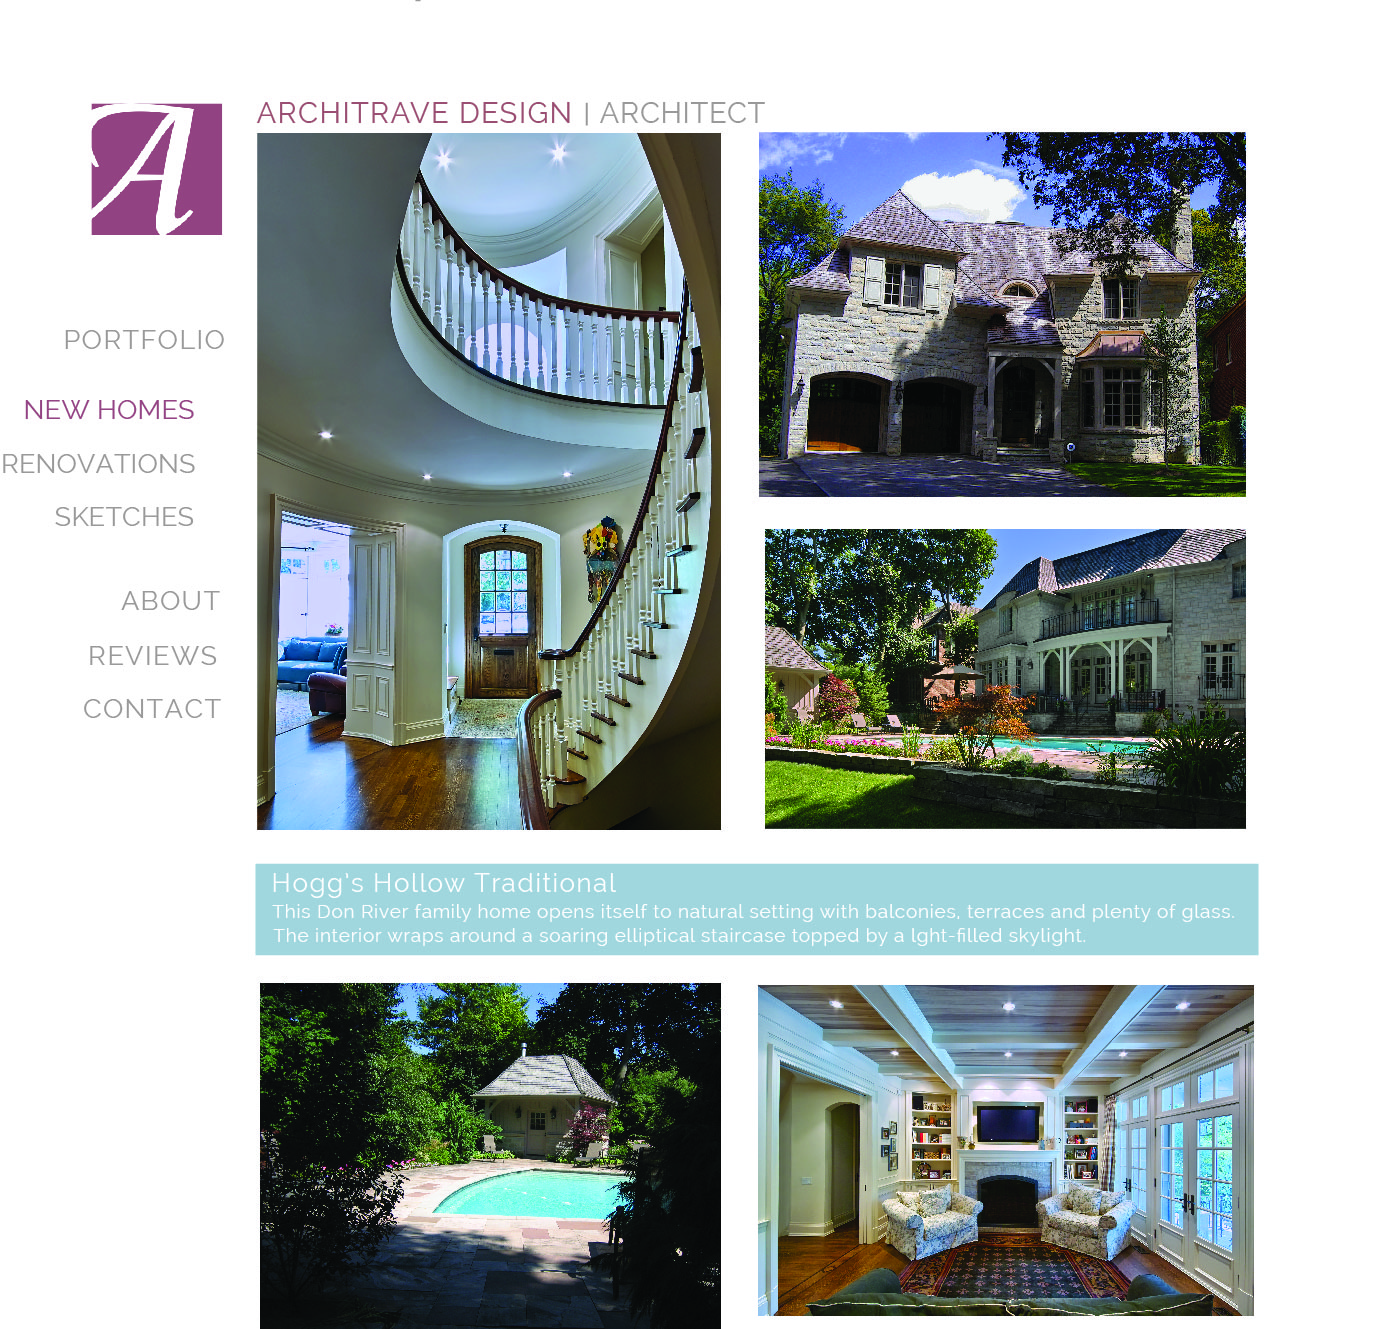 ARCHITRAVE DESIGN | ARCHITECT
A
PORTFOLIO
NEW HOMES
RENOVATIONS
SKETCHES
ABOUT
REVIEWS
CONTACT
Hogg's Hollow Traditional
This Don River family home opens itself to natural setting with balconies, terraces and plenty of glass.
The interior wraps around a soaring elliptical staircase topped by a lght-filled skylight.